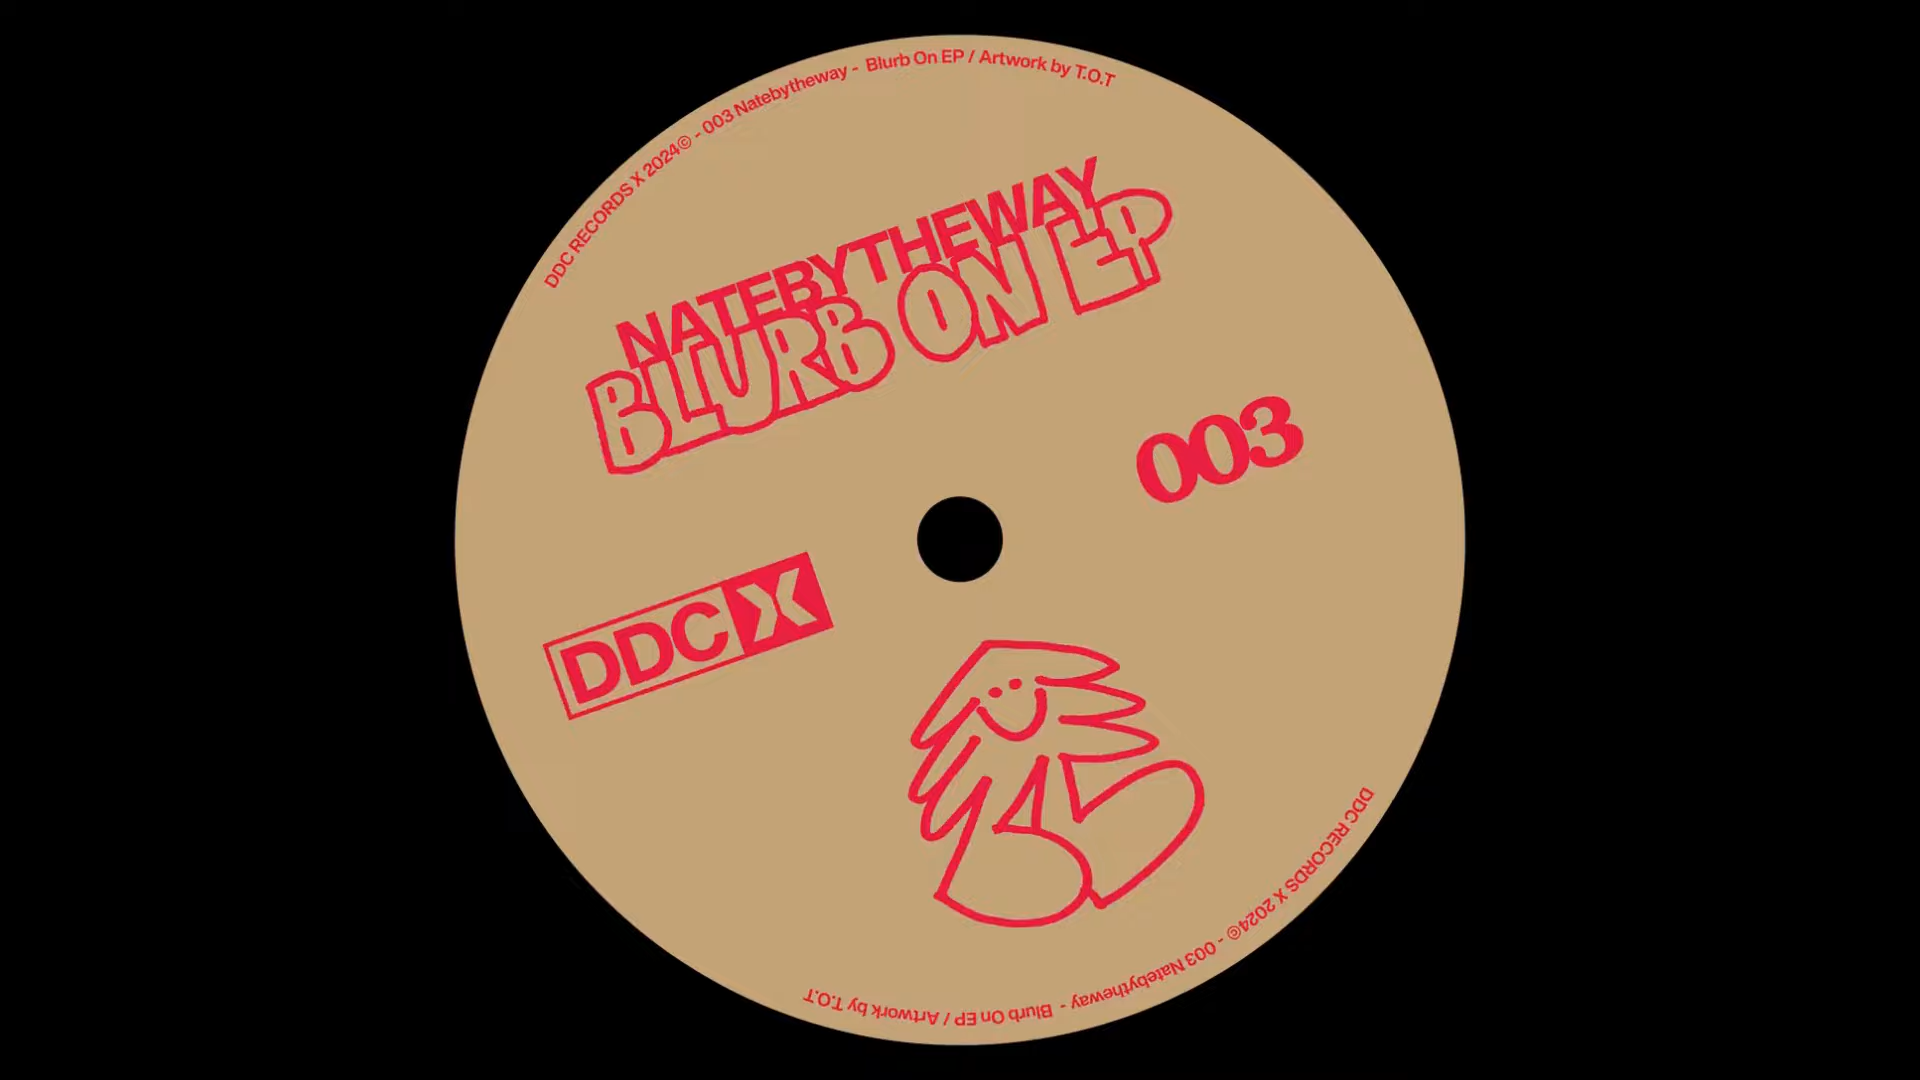 DDC RECORDS X 2024© - 003 Natebytheway - Blurb On EP / Artwork by T.O.T
NATEBYTHEWAY
BLURB ON EP
003
DDC X
DDC RECORDS X 2024© - 003 Natebytheway - Blurb On EP / Artwork by T.O.T